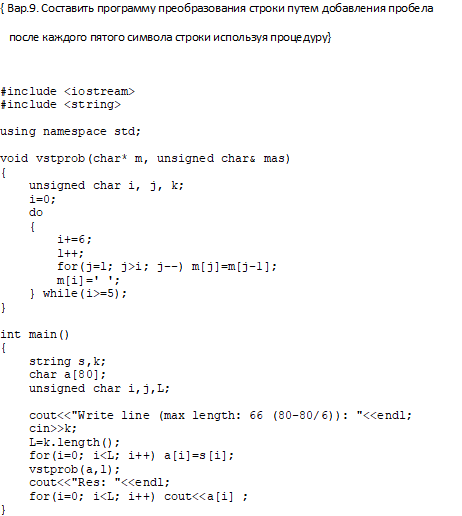 { Вар.9. Составить программу преобразования строки путем добавления пробела
после каждого пятого символа строки используя процедуру}
#include <iostream>
#include <string>
using namespace std;
void vstprob(char* m, unsigned char& mas)
{
unsigned char i, j, k;
i=0;
do
{
i+=6;
l++;
for(j=l; j>i; j--) m[j]=m[j-1];
m[i]=' ';
} while(i>=5);
}
int main()
{
string s,k;
char a[80];
unsigned char i,j,L;
cout<<"Write line (max length: 66 (80-80/6)): "<<endl;
cin>>k;
L=k.length();
for(i=0; i<L; i++) a[i]=s[i];
vstprob(a,l);
cout<<"Res: "<<endl;
for(i=0; i<L; i++) cout<<a[i] ;
}